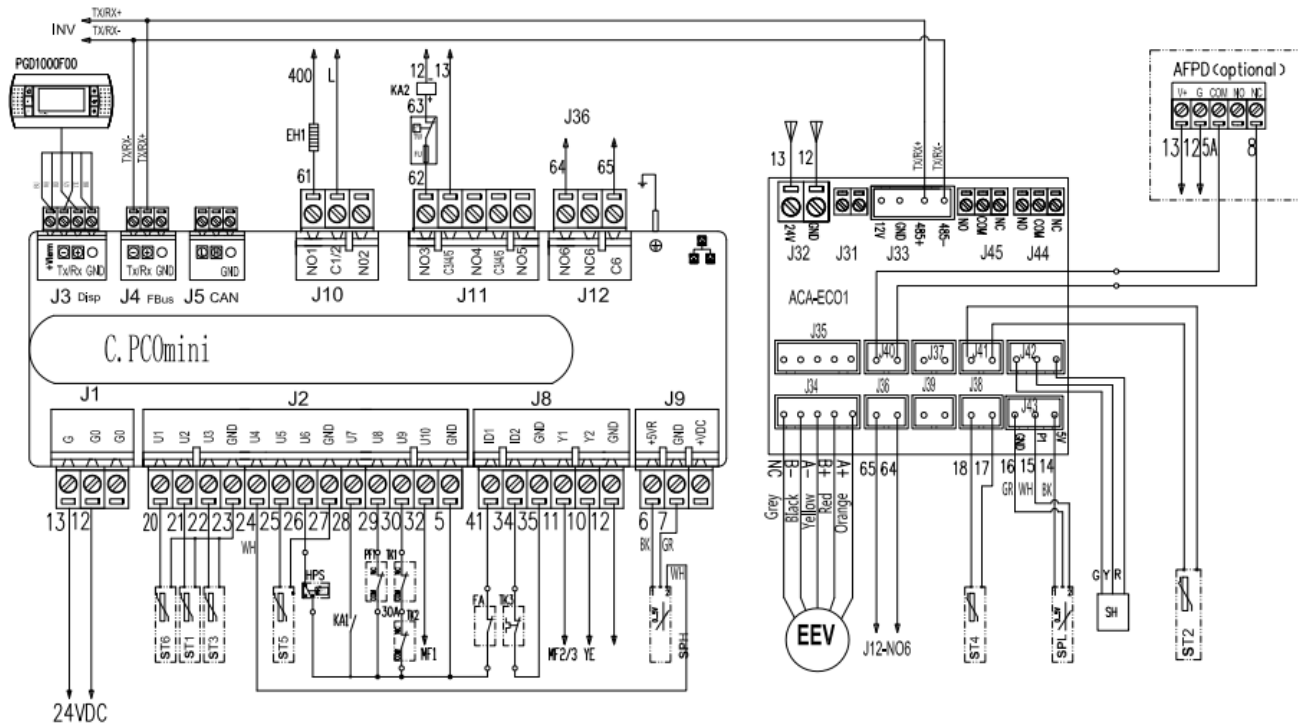 INV
TX/RX+
TX/RX-
PGD1000F00
TX/RX-
TX/RX+
400
L
EH1
61
12
13
KA2
63
62
J36
64
65
AFPD(optional)
V+ G COM NO NC
13 12 5A 8
13 12
TX/RX+
TX/RX-
+Vterm
Tx/Rx GND
J3 Disp
Tx/Rx GND
J4 FBus
GND
J5 CAN
NO1 C1/2 NO2
J10
NO3 C3/4/5 NO4 C3/4/5 NO5
J11
NO6 NC6 C6
J12
24V GND
J32
J31
12V GND 485+ 485-
J33
NO COM NC
J45
NO COM NC
J44
ACA-ECO1
C.PCOmini
J35 J40 J37 J41 J42
J34 J36 J39 J38 J43
GND P1 5V
J1
G G0 G0
J2
U1 U2 U3 GND U4 U5 U6 GND U7 U8 U9 U10 GND
J8
ID1 ID2 GND Y1 Y2 GND
J9
+5VR GND +VDC
13 12
20 21 22 23 24 25 26 27 28 29 30 32 5
41 34 35 11 10 12
6 7
WH
BK GR
WH
NC B- A- B+ A+
Grey Black Yellow Red Orange
65 64
18 17
16 15 14
GR WH BK
ST6 ST1 ST3
ST5
HPS
KA1
30A
TK1
TK2
MF1
FA
TK3
MF2/3 YE
SPH
EEV
J12-NO6
ST4
SPL
G Y R
SH
ST2
24VDC